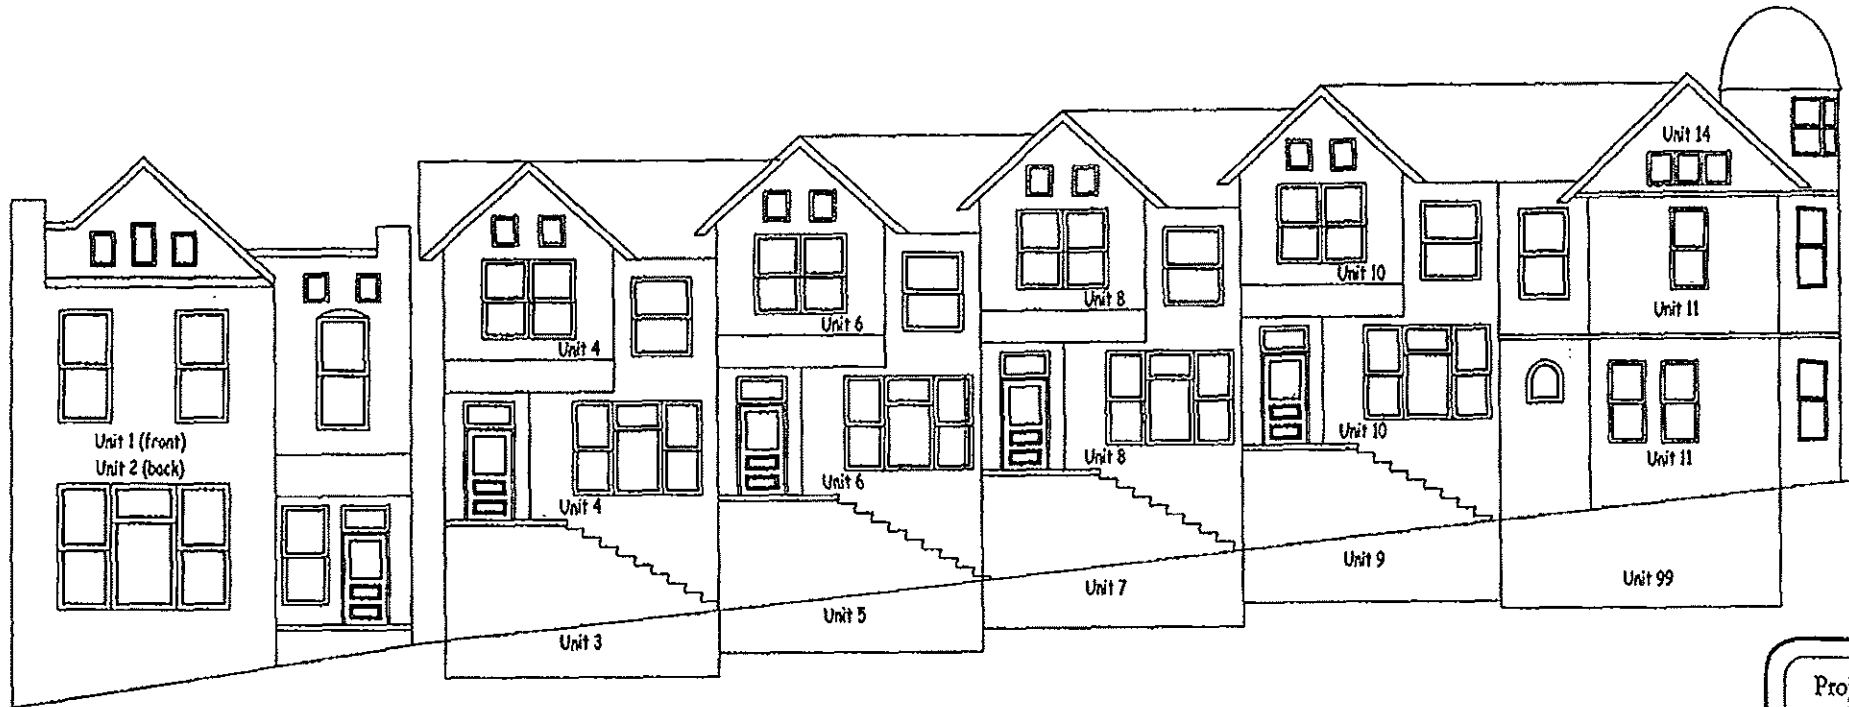 Unit 1 (front)
Unit 2 (back)
Unit 4
Unit 4
Unit 3
Unit 6
Unit 6
Unit 5
Unit 8
Unit 8
Unit 7
Unit 10
Unit 10
Unit 9
Unit 14
Unit 11
Unit 11
Unit 99